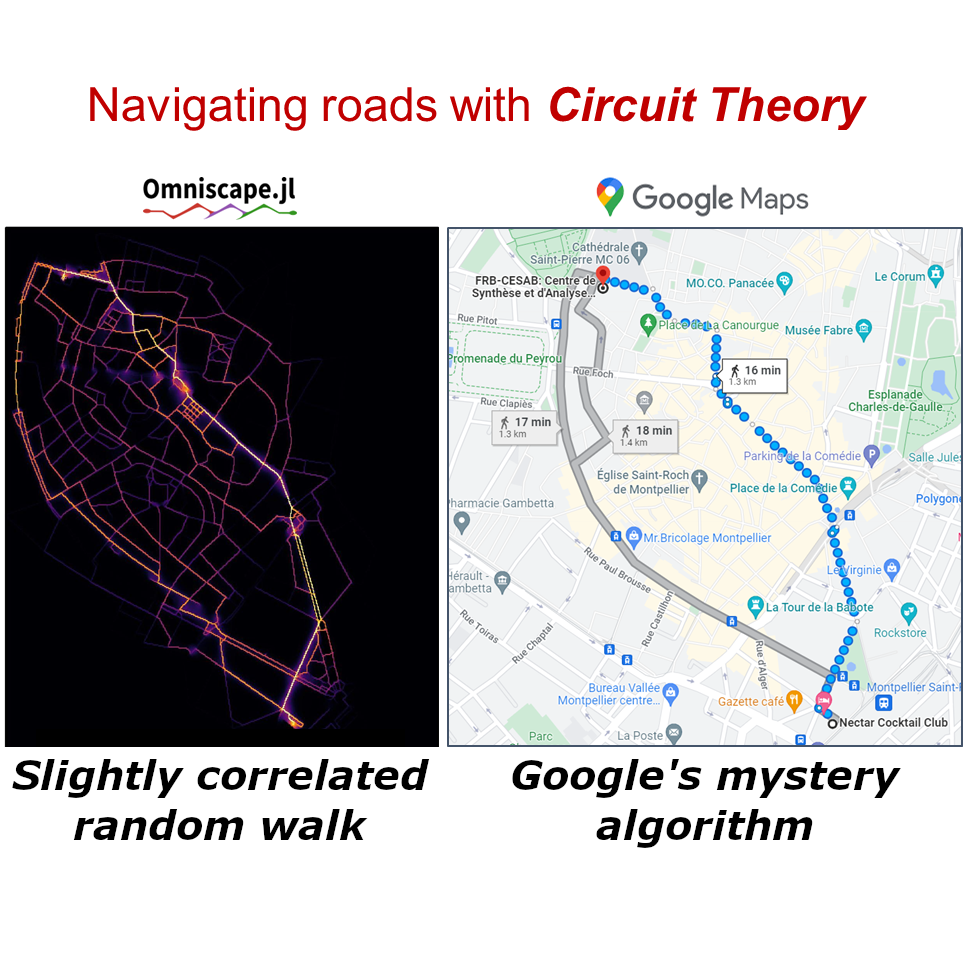 Navigating roads with Circuit Theory
Omniscape.jl
Google Maps
Cathédrale
Saint-Pierre MC 06
FRB-CESAB: Centre de
Synthèse et d'Analyse...
MO.CO. Panacée
Le Corum
Rue Pitot
Place de La Canourgue
Musée Fabre
Promenade du Peyrou
Rue Foch
16 min
1.3 km
Esplanade
Charles-de-Gaulle
Rue Clapiès
17 min
1.3 km
18 min
1.4 km
Parking de la Comédie
Salle Jules
Église Saint-Roch
de Montpellier
Place de la Comédie
Polygone
harmacie Gambetta
Mr.Bricolage Montpellier
Rue Paul Brousse
Le Virginie
Hérault -
ambetta
La Tour de la Babote
Rue Castilhon
Rockstore
Rue Toiras
Rue Chaptal
Rue d'Alger
Bureau Vallée
Montpellier centre...
Montpellier Saint-R
Gazette café
Nectar Cocktail Club
Parc
La Poste
Slightly correlated
random walk
Google's mystery
algorithm